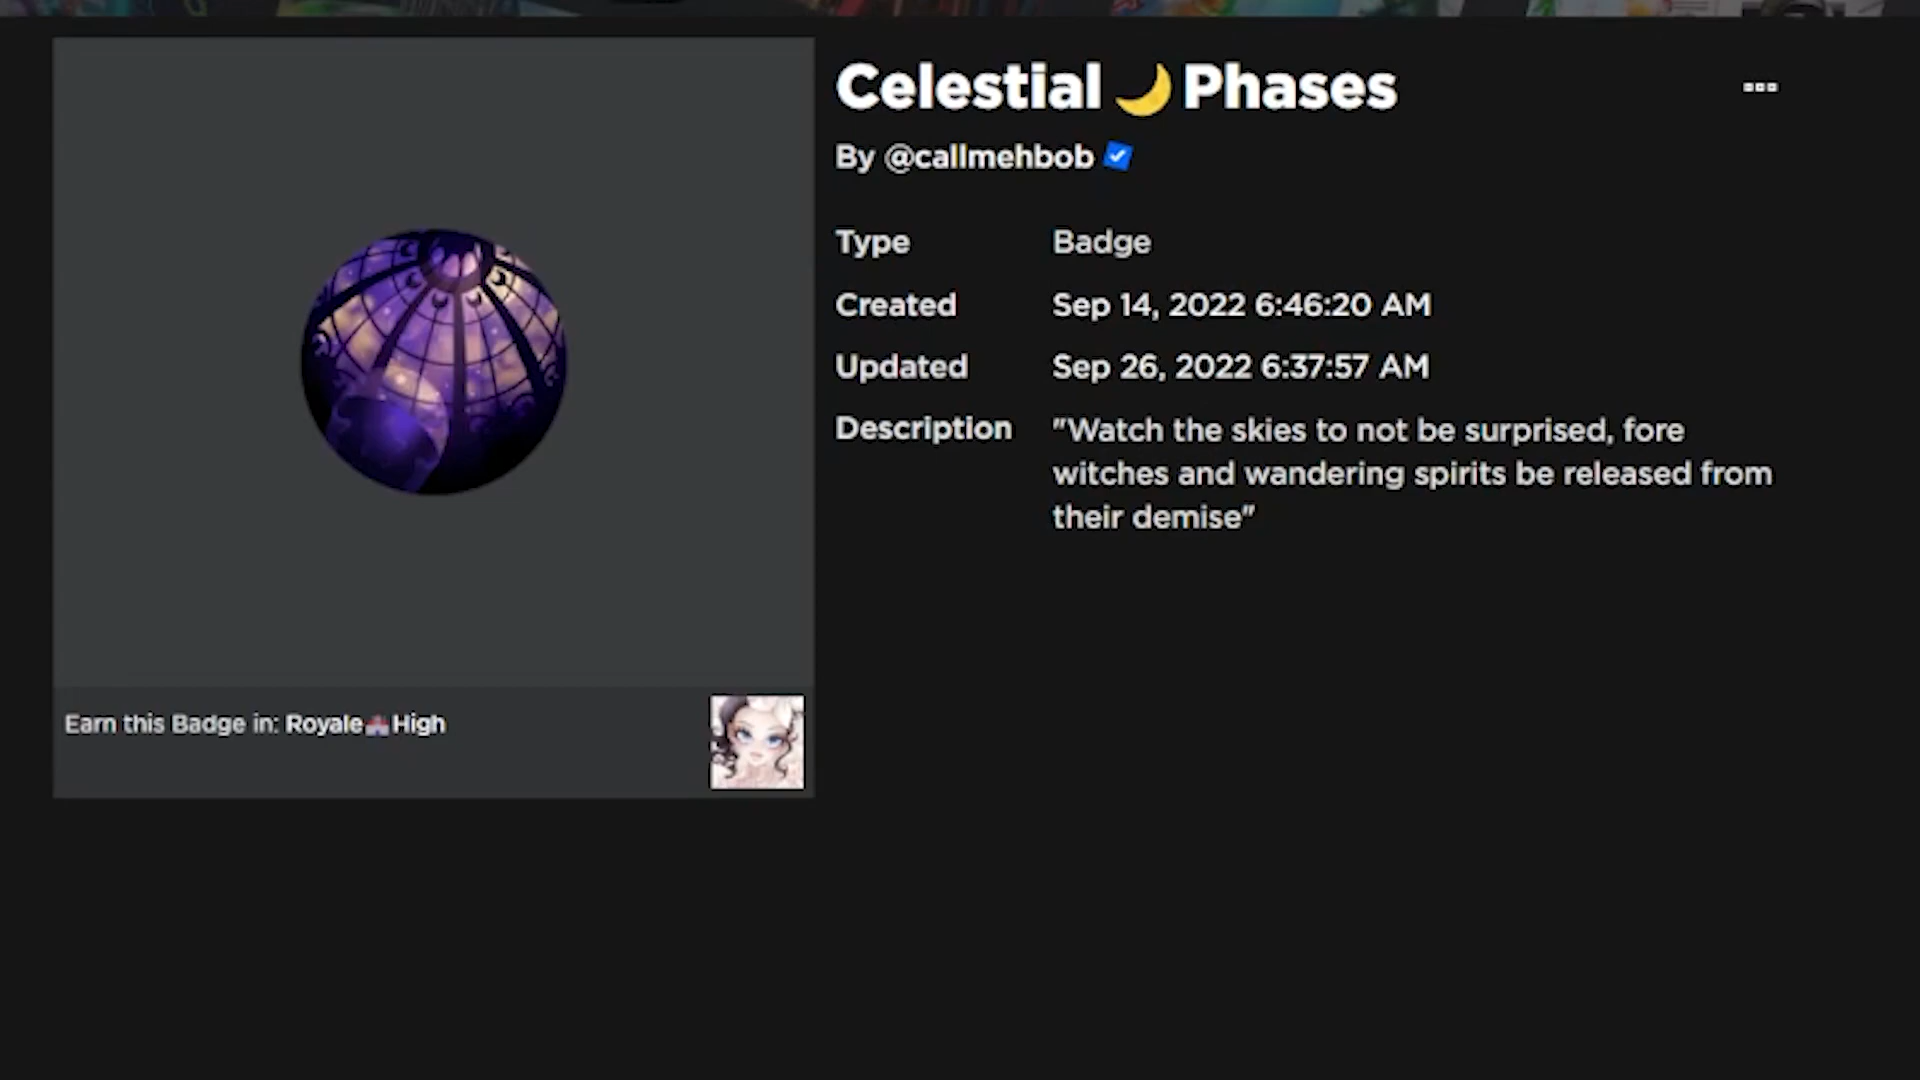 Celestial🌙Phases
By @callmehbob
Type Badge
Created Sep 14, 2022 6:46:20 AM
Updated Sep 26, 2022 6:37:57 AM
Description "Watch the skies to not be surprised, fore
witches and wandering spirits be released from
their demise"
Earn this Badge in: Royale🏰High